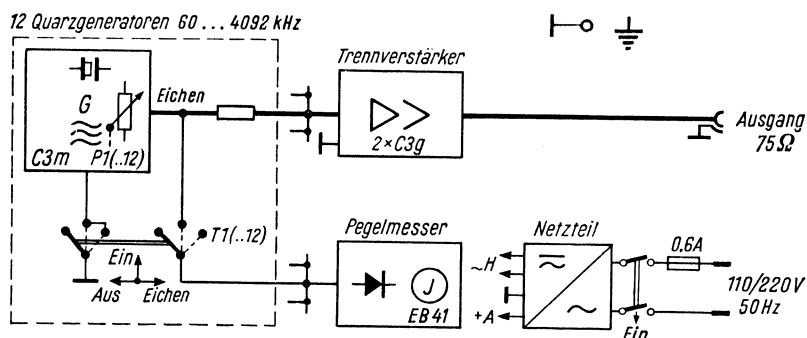 12 Quarzgeneratoren 60 ... 4092 kHz
Trennverstärker
G
Eichen
P1(..12)
C3m
2×C3g
Ausgang
75Ω
T1(..12)
Ein
Aus
Eichen
Pegelmesser
J
EB 41
Netzteil
~H
+A
0,6A
110/220V
50Hz
Ein